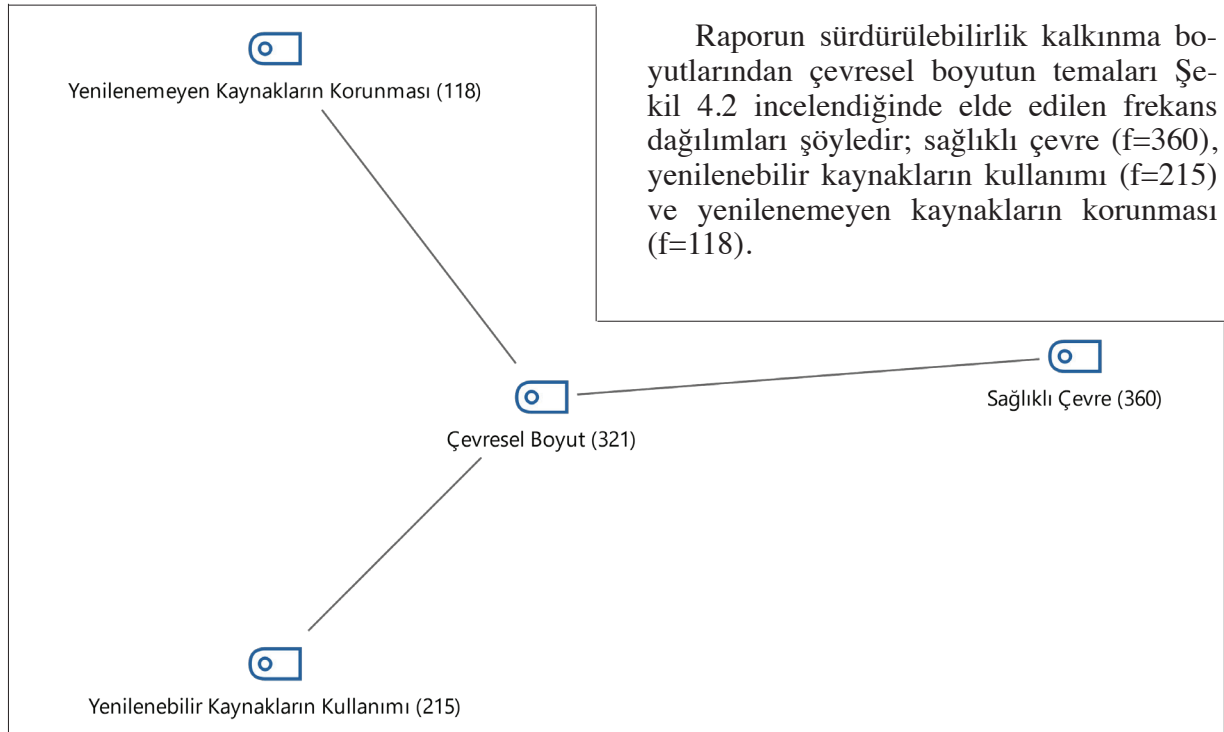 Yenilenemeyen Kaynakların Korunması (118)
Raporun sürdürülebilirlik kalkınma bo-
yutlarından çevresel boyutun temaları Şe-
kil 4.2 incelendiğinde elde edilen frekans
dağılımları şöyledir; sağlıklı çevre (f=360),
yenilenebilir kaynakların kullanımı (f=215)
ve yenilenemeyen kaynakların korunması
(f=118).
Sağlıklı Çevre (360)
Çevresel Boyut (321)
Yenilenebilir Kaynakların Kullanımı (215)